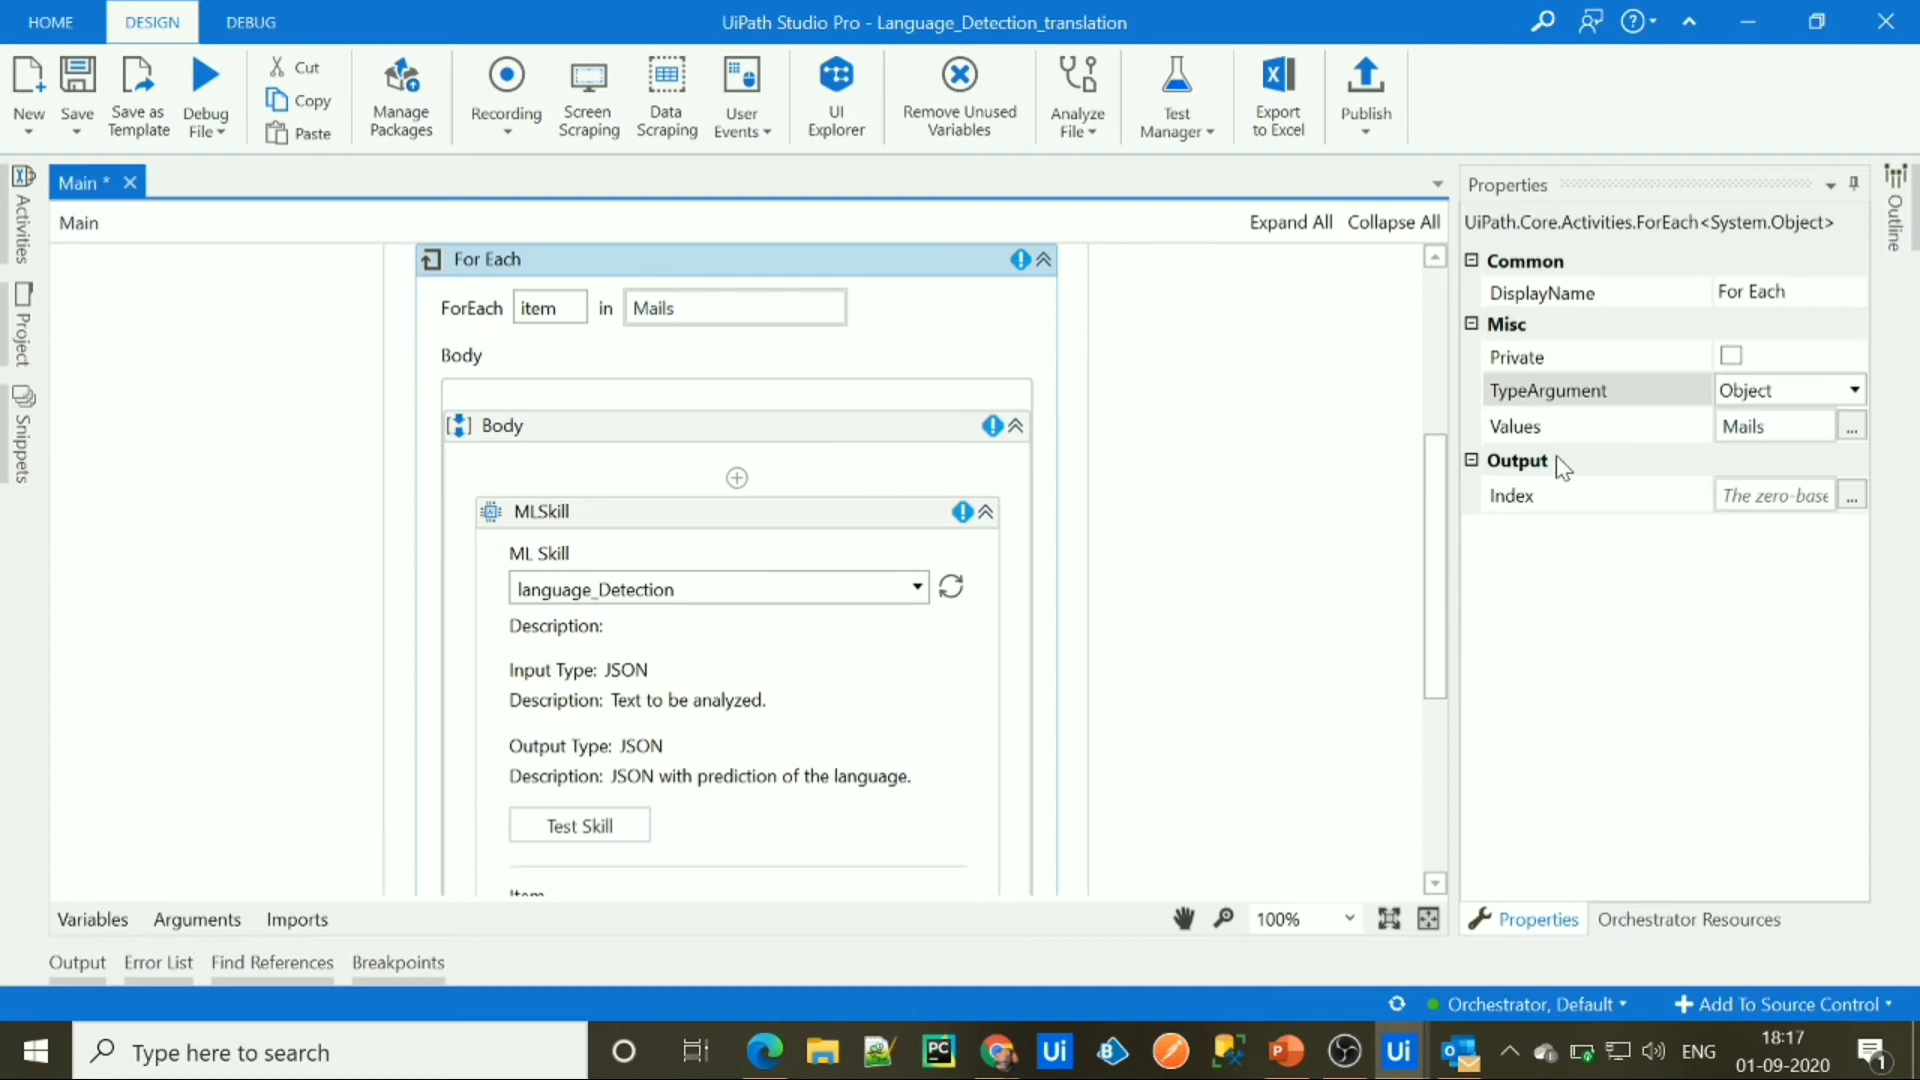 HOME
DESIGN
DEBUG
UiPath Studio Pro - Language_Detection_translation
New
Save
Save as
Template
Debug
File
Cut
Copy
Paste
Manage
Packages
Recording
Screen
Scraping
Data
Scraping
User
Events
UI
Explorer
Remove Unused
Variables
Analyze
File
Test
Manager
Export
to Excel
Publish
Activities
Project
Snippets
Main *
Main
Expand All
Collapse All
For Each
ForEach item in Mails
Body
Body
MLSkill
ML Skill
language_Detection
Description:
Input Type: JSON
Description: Text to be analyzed.
Output Type: JSON
Description: JSON with prediction of the language.
Test Skill
Item
Properties
UiPath.Core.Activities.ForEach<System.Object>
Common
DisplayName For Each
Misc
Private
TypeArgument Object
Values Mails ...
Output
Index The zero-base ...
Outline
Variables Arguments Imports
100%
Properties
Orchestrator Resources
Output Error List Find References Breakpoints
Orchestrator, Default
Add To Source Control
Type here to search
PC
Ui
B
P
Ui
o
ENG
18:17
01-09-2020
1